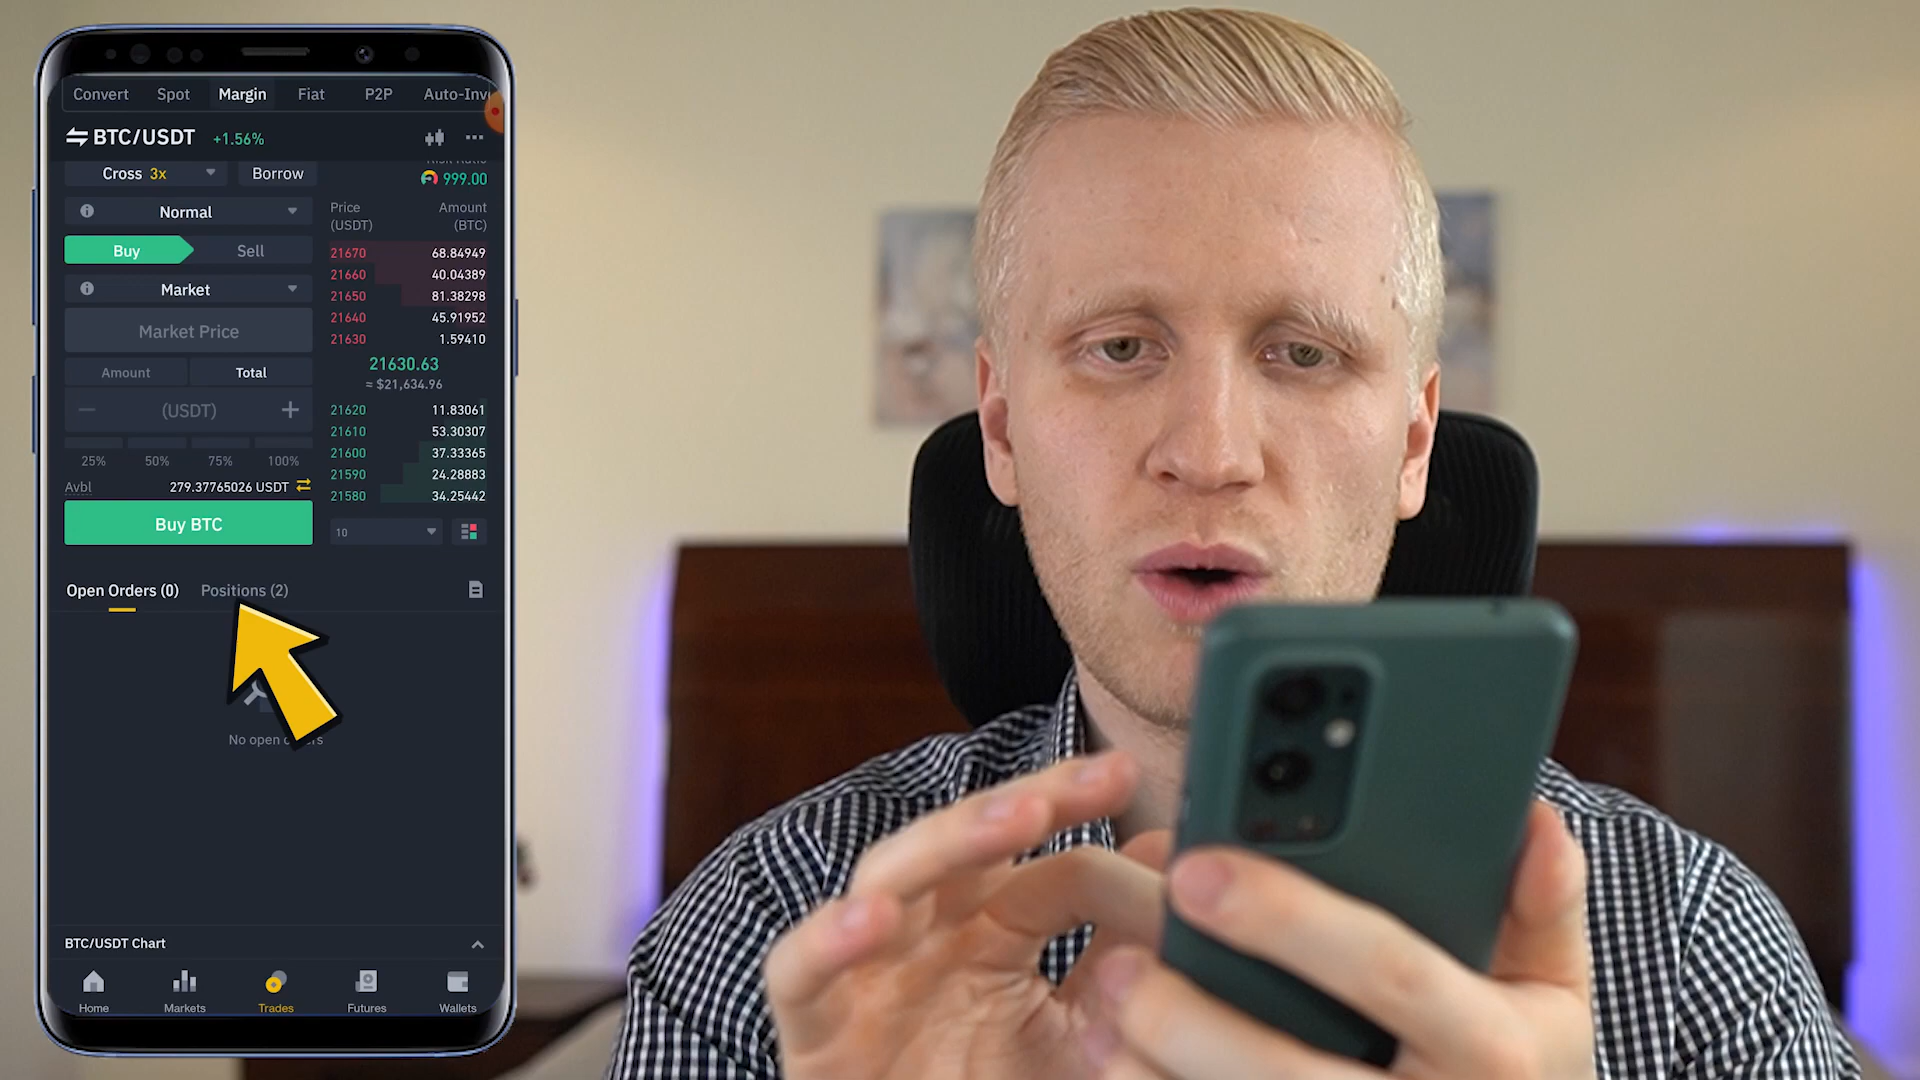 Convert Spot Margin Fiat P2P Auto-Inv
BTC/USDT +1.56%
Cross 3x Borrow
999.00
Normal
Price Amount
(USDT) (BTC)
Buy Sell
21670 68.84949
21660 40.04389
Market
21650 81.38298
21640 45.91952
Market Price
21630 1.59410
21630.63
Amount Total
≈ $21,634.96
(USDT)
21620 11.83061
21610 53.30307
21600 37.33365
25% 50% 75% 100%
21590 24.28883
Avbl 279.37765026 USDT
21580 34.25442
Buy BTC
10
Open Orders (0) Positions (2)
No open
BTC/USDT Chart
Home Markets Trades Futures Wallets